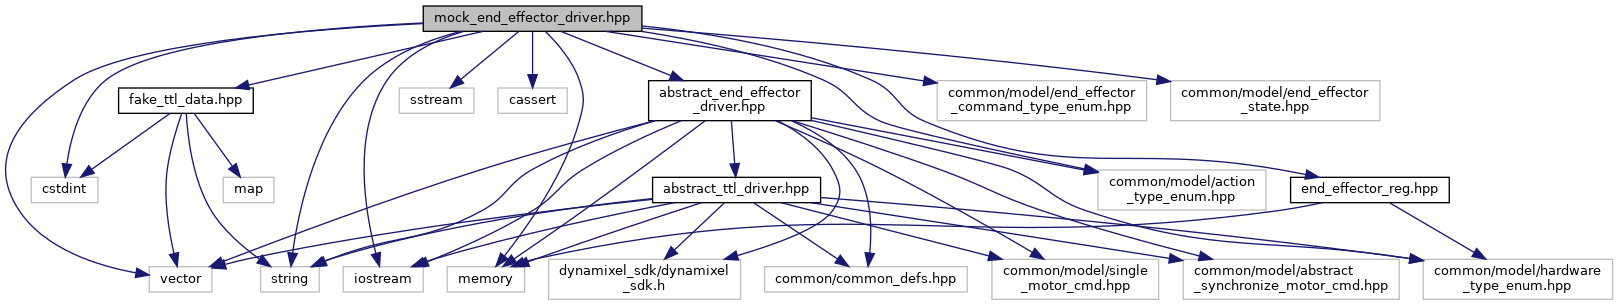 mock_end_effector_driver.hpp
fake_ttl_data.hpp
sstream
cassert
abstract_end_effector
_driver.hpp
common/model/end_effector
_command_type_enum.hpp
common/model/end_effector
_state.hpp
cstdint
map
abstract_ttl_driver.hpp
common/model/action
_type_enum.hpp
end_effector_reg.hpp
vector
string
iostream
memory
dynamixel_sdk/dynamixel
_sdk.h
common/common_defs.hpp
common/model/single
_motor_cmd.hpp
common/model/abstract
_synchronize_motor_cmd.hpp
common/model/hardware
_type_enum.hpp